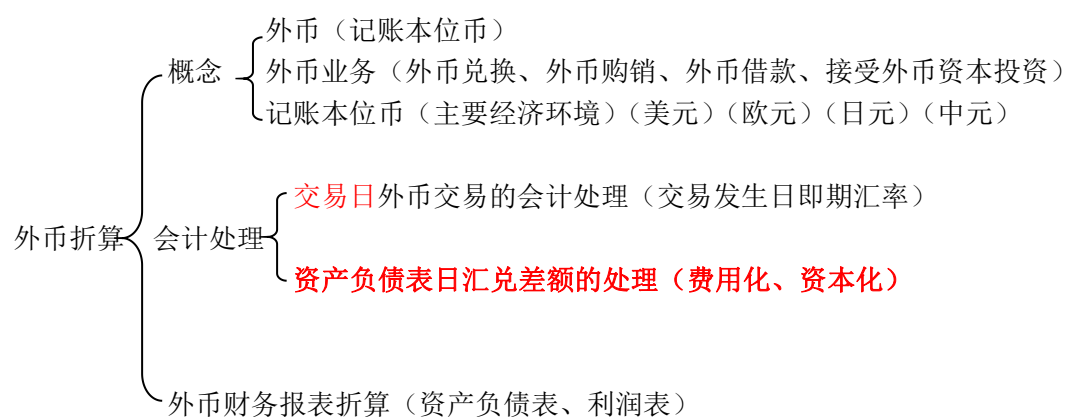 外币（记账本位币）
概念
外币业务（外币兑换、外币购销、外币借款、接受外币资本投资）
记账本位币（主要经济环境）（美元）（欧元）（日元）（中元）
交易日外币交易的会计处理（交易发生日即期汇率）
外币折算
会计处理
资产负债表日汇兑差额的处理（费用化、资本化）
外币财务报表折算（资产负债表、利润表）